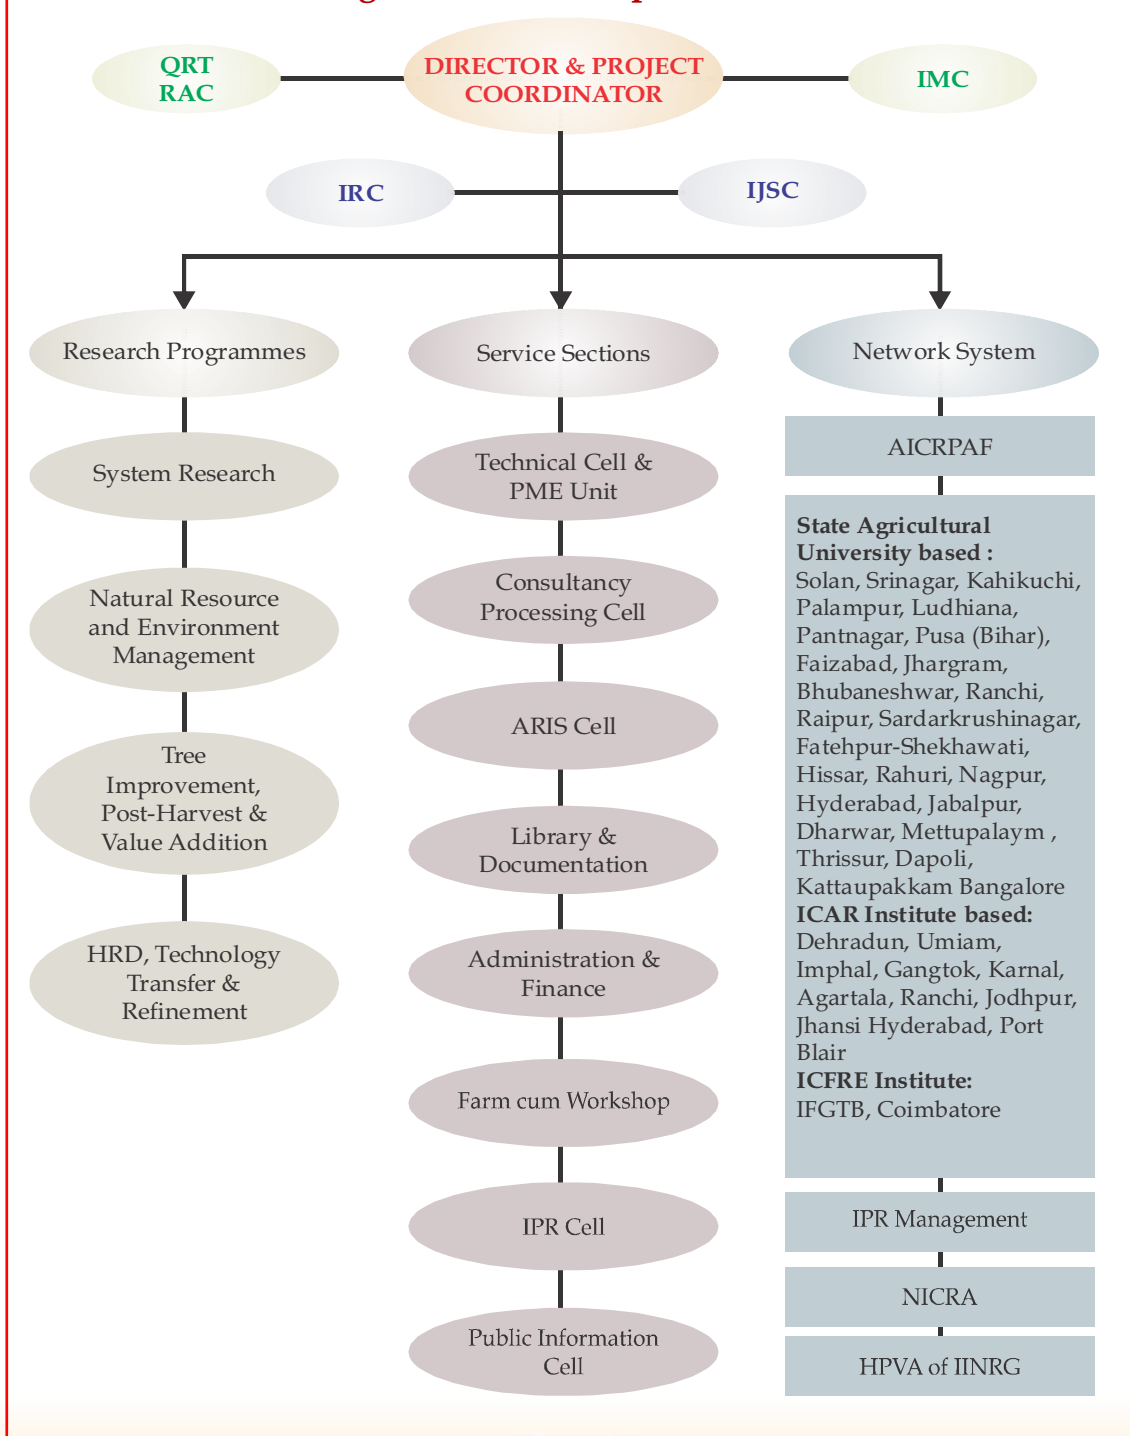 QRT
RAC
DIRECTOR & PROJECT
COORDINATOR
IMC
IRC
IJSC
Research Programmes
System Research
Natural Resource
and Environment
Management
Tree
Improvement,
Post-Harvest &
Value Addition
HRD, Technology
Transfer &
Refinement
Service Sections
Technical Cell &
PME Unit
Consultancy
Processing Cell
ARIS Cell
Library &
Documentation
Administration &
Finance
Farm cum Workshop
IPR Cell
Public Information
Cell
Network System
AICRPAF
State Agricultural
University based :
Solan, Srinagar, Kahikuchi,
Palampur, Ludhiana,
Pantnagar, Pusa (Bihar),
Faizabad, Jhargram,
Bhubaneshwar, Ranchi,
Raipur, Sardarkrushinagar,
Fatehpur-Shekhawati,
Hissar, Rahuri, Nagpur,
Hyderabad, Jabalpur,
Dharwar, Mettupalaym ,
Thrissur, Dapoli,
Kattaupakkam Bangalore
ICAR Institute based:
Dehradun, Umiam,
Imphal, Gangtok, Karnal,
Agartala, Ranchi, Jodhpur,
Jhansi Hyderabad, Port
Blair
ICFRE Institute:
IFGTB, Coimbatore
IPR Management
NICRA
HPVA of IINRG